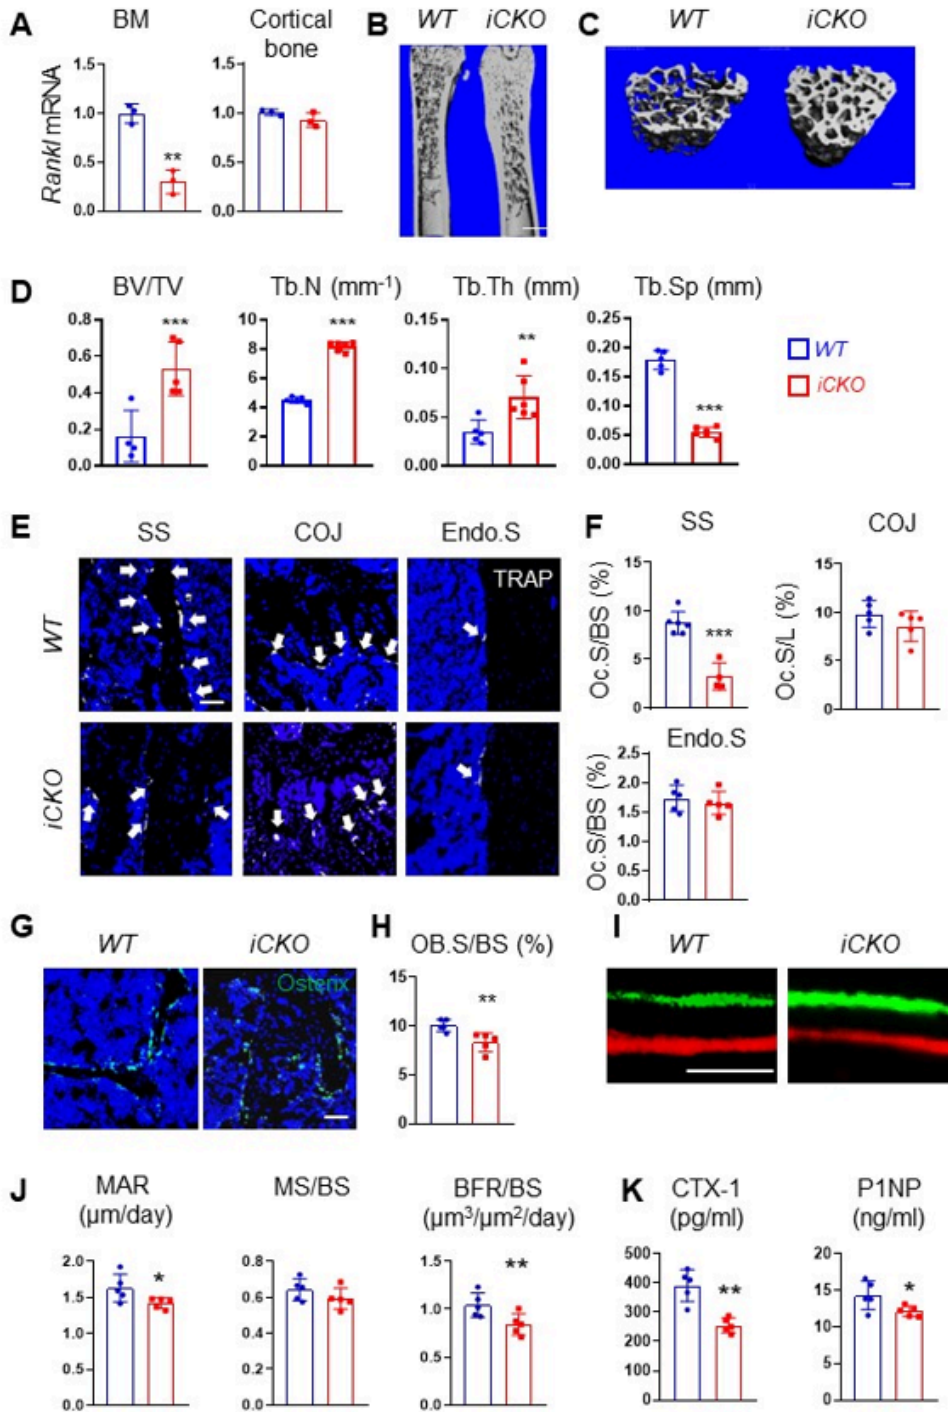 A
BM
Cortical
bone
Rankl mRNA
1.5
1.0
0.5
0.0
**
1.5
1.0
0.5
0.0
B
WT
iCKO
C
WT
iCKO
D
BV/TV
0.8
0.6
0.4
0.2
0.0
***
Tb.N (mm-1)
10
8
6
4
2
0
***
Tb.Th (mm)
0.15
0.10
0.05
0.00
**
Tb.Sp (mm)
0.25
0.20
0.15
0.10
0.05
0.00
***
WT
iCKO
E
SS
COJ
Endo.S
TRAP
WT
iCKO
F
SS
Oc.S/BS (%)
15
10
5
0
***
COJ
Oc.S/L (%)
15
10
5
0
Endo.S
Oc.S/BS (%)
2.5
2.0
1.5
1.0
0.5
0.0
G
WT
iCKO
Osterix
H
OB.S/BS (%)
15
10
5
0
**
I
WT
iCKO
J
MAR
(µm/day)
2.0
1.5
1.0
0.5
0.0
*
MS/BS
0.8
0.6
0.4
0.2
0.0
BFR/BS
(µm³/µm²/day)
1.5
1.0
0.5
0.0
**
K
CTX-1
(pg/ml)
500
400
300
200
100
0
**
P1NP
(ng/ml)
20
15
10
5
0
*